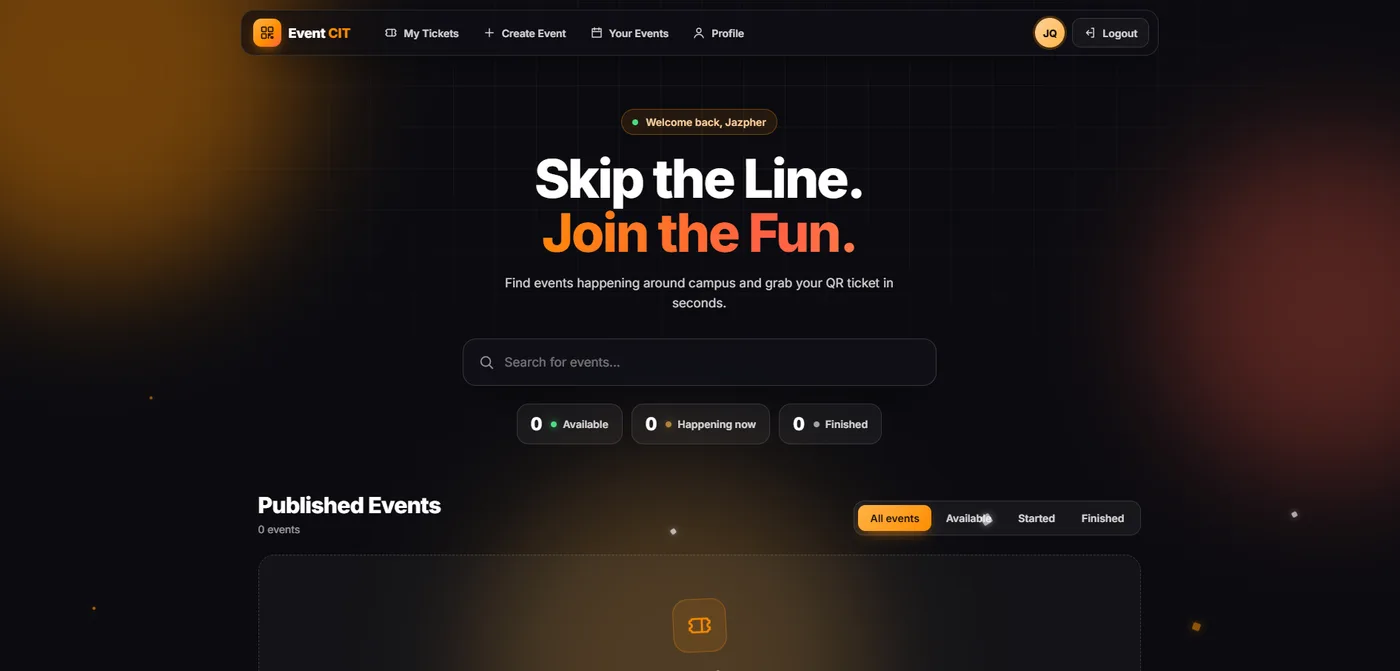 Event CIT
My Tickets
Create Event
Your Events
Profile
JQ
Logout
Welcome back, Jazpher
Skip the Line.
Join the Fun.
Find events happening around campus and grab your QR ticket in
seconds.
Search for events...
0 Available
0 Happening now
0 Finished
Published Events
0 events
All events
Available
Started
Finished